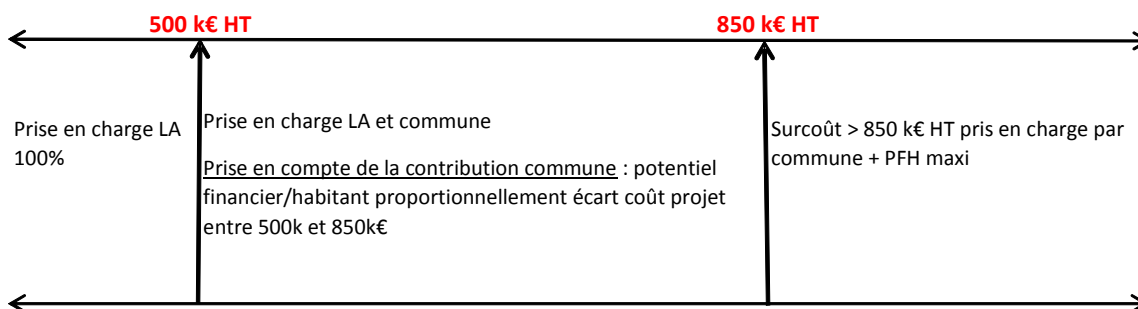 500 k€ HT
850 k€ HT
Prise en charge LA
100%
Prise en charge LA et commune
Prise en compte de la contribution commune : potentiel
financier/habitant proportionnellement écart coût projet
entre 500k et 850k€
Surcoût > 850 k€ HT pris en charge par
commune + PFH maxi